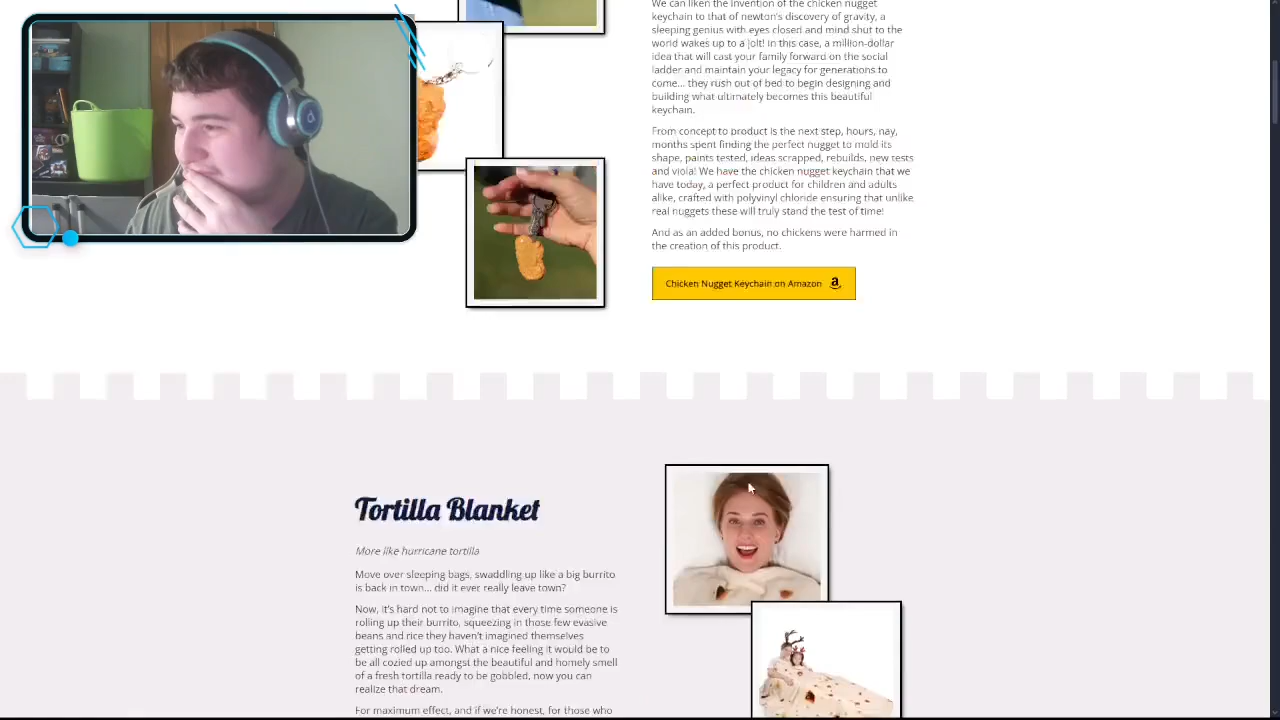 We can liken the invention of the chicken nugget
keychain to that of newton's discovery of gravity, a
sleeping genius with eyes closed and mind shut to the
world wakes up to a jolt! In this case, a million-dollar
idea that will cast your family forward on the social
ladder and maintain your legacy for generations to
come... they rush out of bed to begin designing and
building what ultimately becomes this beautiful
keychain.
From concept to product is the next step, hours, nay,
months spent finding the perfect nugget to mold its
shape, paints tested, ideas scrapped, rebuilds, new tests
and viola! We have the chicken nugget keychain that we
have today, a perfect product for children and adults
alike, crafted with polyvinyl chloride ensuring that unlike
real nuggets these will truly stand the test of time!
And as an added bonus, no chickens were harmed in
the creation of this product.
Chicken Nugget Keychain on Amazon
Tortilla Blanket
More like hurricane tortilla
Move over sleeping bags, swaddling up like a big burrito
is back in town... did it ever really leave town?
Now, it's hard not to imagine that every time someone is
rolling up their burrito, squeezing in those few evasive
beans and rice they haven't imagined themselves
getting rolled up too. What a nice feeling it would be to
be all cozied up amongst the beautiful and homely smell
of a fresh tortilla ready to be gobbled, now you can
realize that dream.
For maximum effect, and if we're honest, for those who